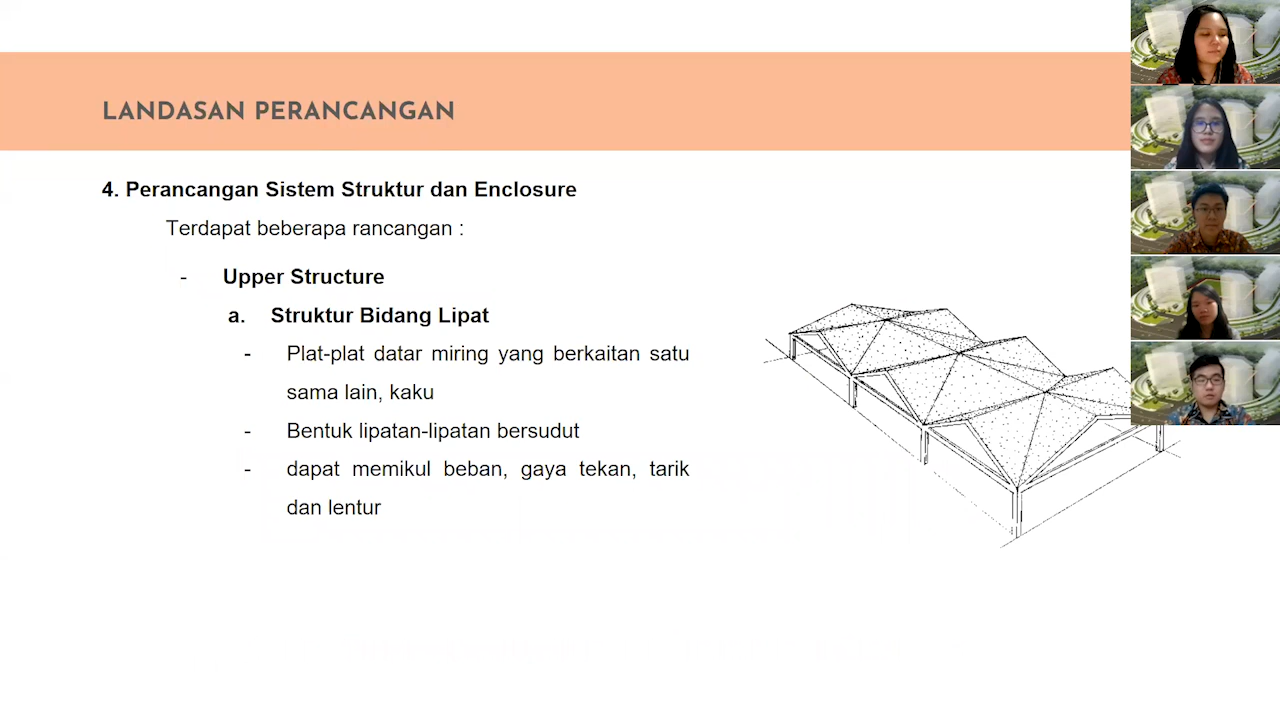 LANDASAN PERANCANGAN
4. Perancangan Sistem Struktur dan Enclosure
Terdapat beberapa rancangan :
- Upper Structure
a. Struktur Bidang Lipat
- Plat-plat datar miring yang berkaitan satu
sama lain, kaku
- Bentuk lipatan-lipatan bersudut
- dapat memikul beban, gaya tekan, tarik
dan lentur